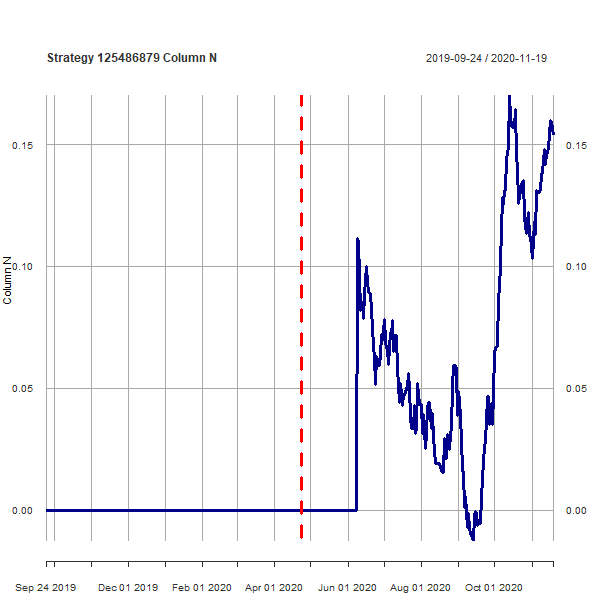 Strategy 125486879 Column N
2019-09-24 / 2020-11-19
0.15
0.15
0.10
0.10
Column N
0.05
0.05
0.00
0.00
Sep 24 2019
Dec 01 2019
Feb 01 2020
Apr 01 2020
Jun 01 2020
Aug 01 2020
Oct 01 2020